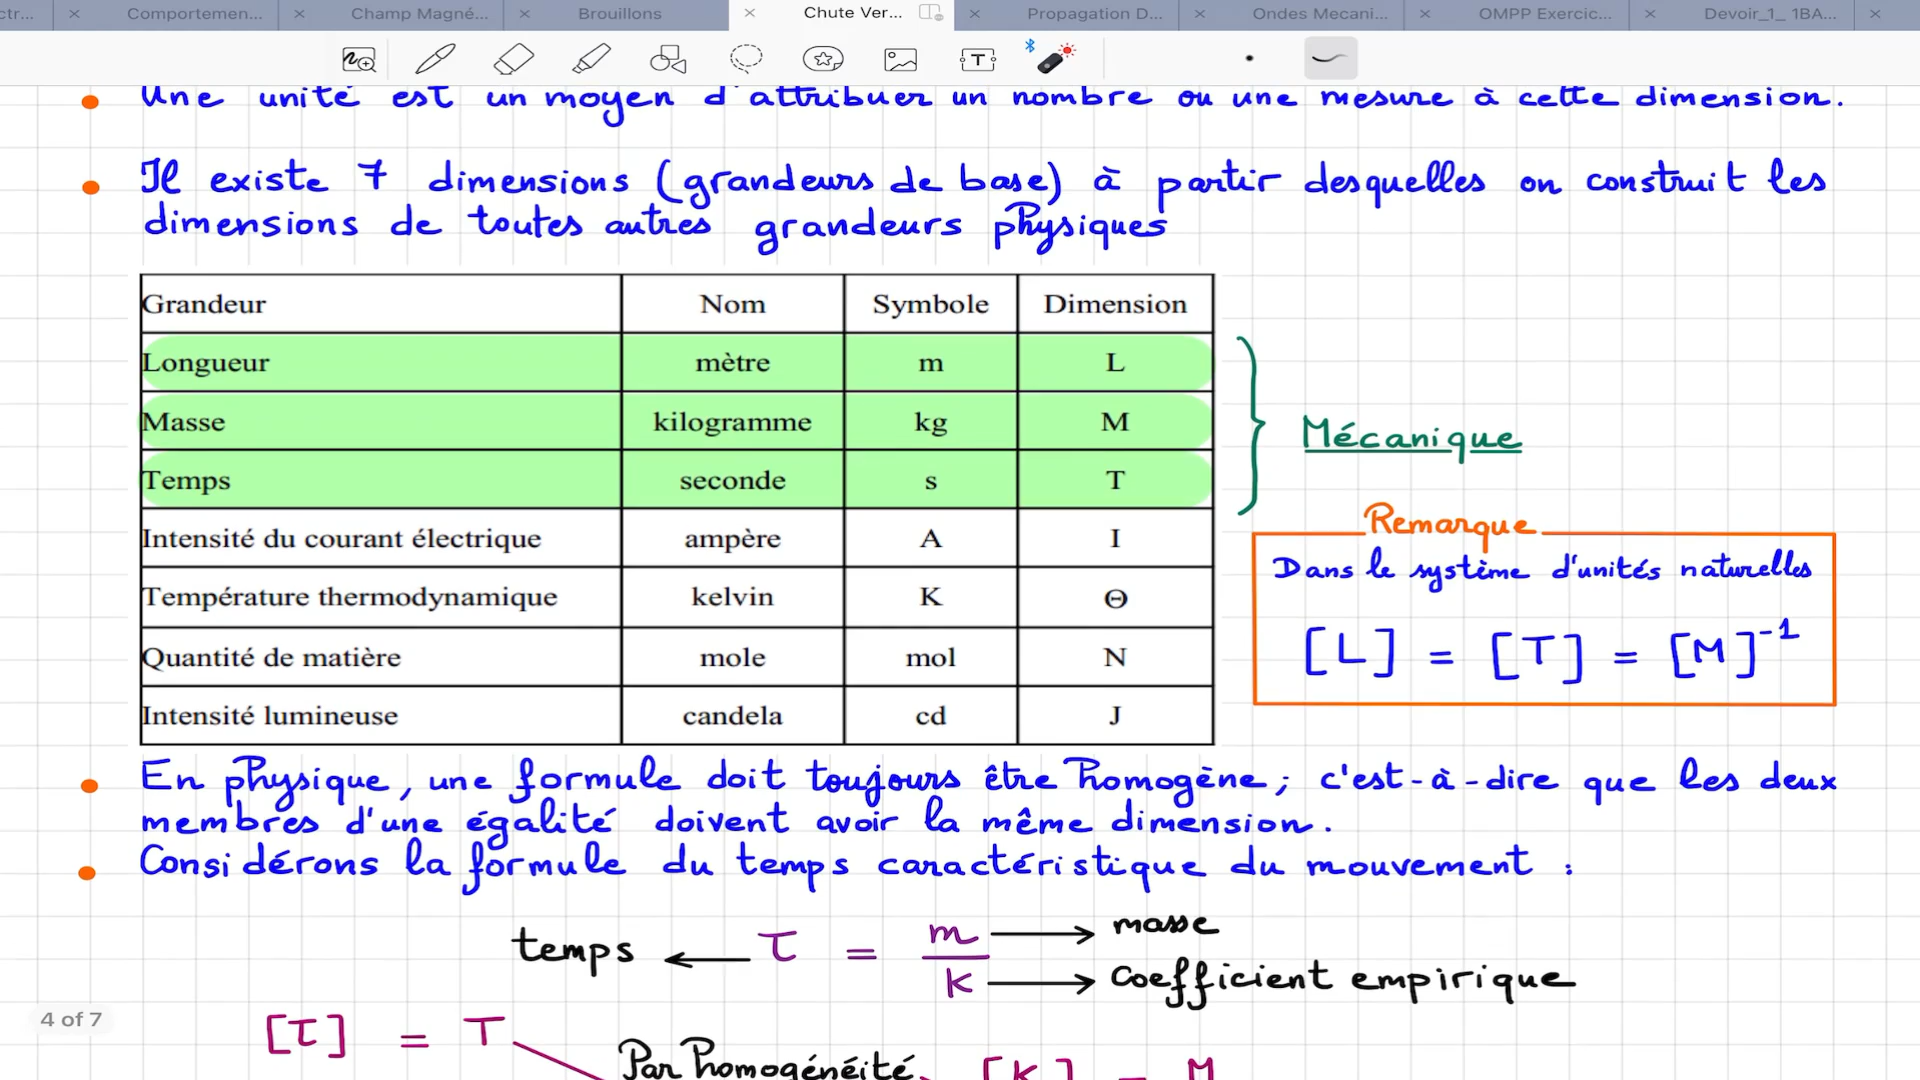 Comportemen...
Champ Magné...
Brouillons
Chute Ver...
Propagation D...
Ondes Mecani...
OMPP Exercic...
Devoir_1_ 1BA...
Une unité est un moyen d'attribuer un nombre ou une mesure à cette dimension.
Il existe 7 dimensions (grandeurs de base) à partir desquelles on construit les
dimensions de toutes autres grandeurs physiques
Grandeur Nom Symbole Dimension
Longueur mètre m L
Masse kilogramme kg M
Temps seconde s T
Intensité du courant électrique ampère A I
Température thermodynamique kelvin K Θ
Quantité de matière mole mol N
Intensité lumineuse candela cd J
Mécanique
Remarque
Dans le système d'unités naturelles
[L] = [T] = [M]⁻¹
En physique, une formule doit toujours être homogène; c'est-à-dire que les deux
membres d'une égalité doivent avoir la même dimension.
Considérons la formule du temps caractéristique du mouvement :
temps ← τ = m/k
→ masse
→ coefficient empirique
4 of 7
[τ] = T
Par homogénéité
[k] = M